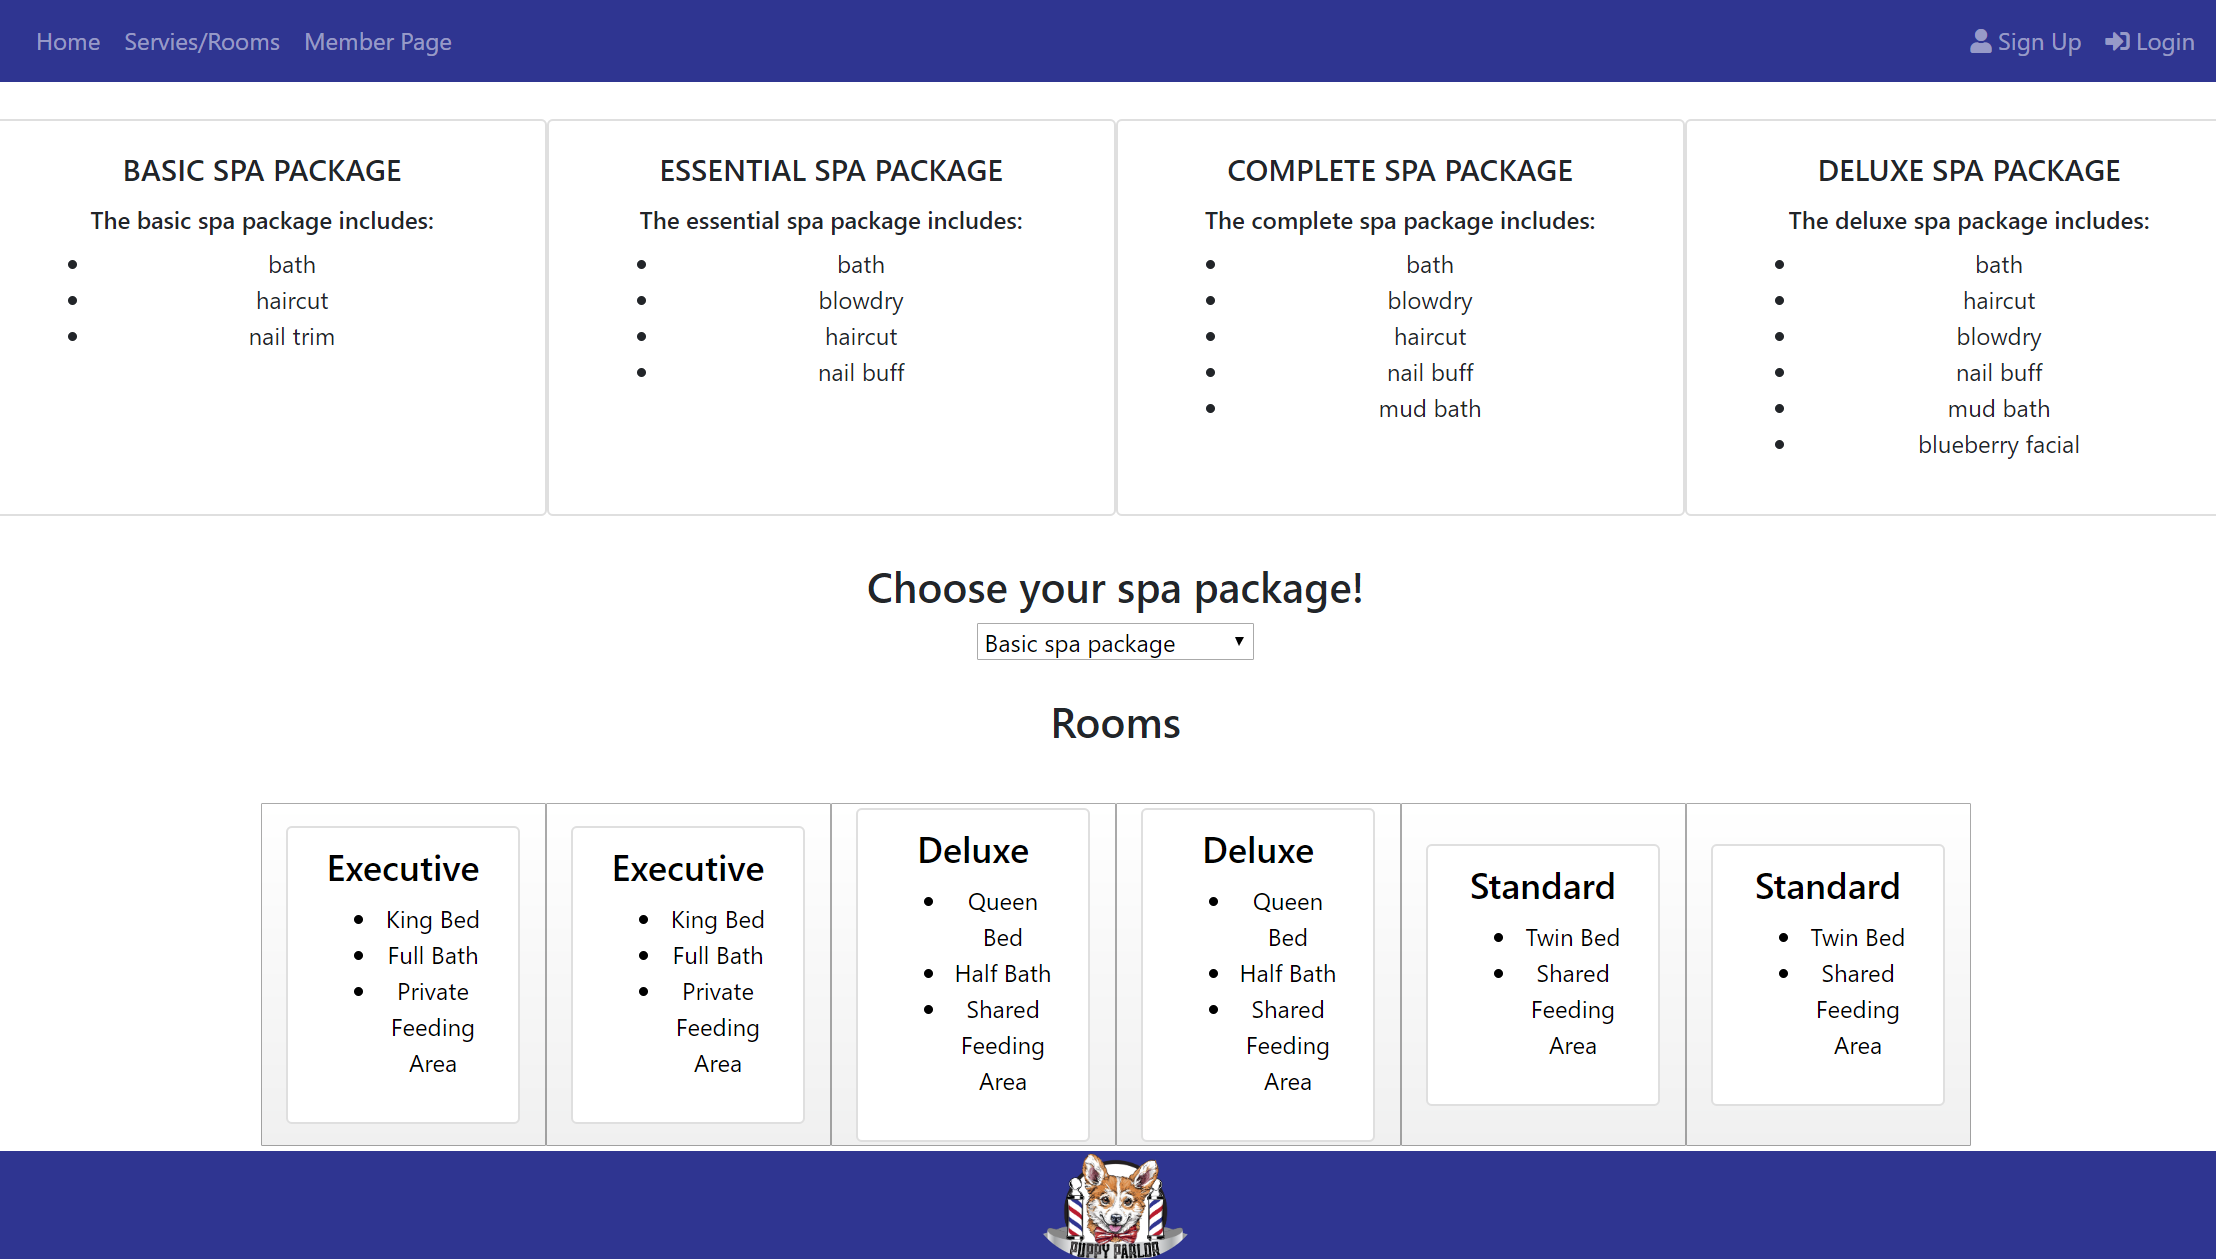 Home Servies/Rooms Member Page Sign Up Login
BASIC SPA PACKAGE
The basic spa package includes:
• bath
• haircut
• nail trim
ESSENTIAL SPA PACKAGE
The essential spa package includes:
• bath
• blowdry
• haircut
• nail buff
COMPLETE SPA PACKAGE
The complete spa package includes:
• bath
• blowdry
• haircut
• nail buff
• mud bath
DELUXE SPA PACKAGE
The deluxe spa package includes:
• bath
• haircut
• blowdry
• nail buff
• mud bath
• blueberry facial
Choose your spa package!
Basic spa package
Rooms
Executive
• King Bed
• Full Bath
• Private
Feeding
Area
Executive
• King Bed
• Full Bath
• Private
Feeding
Area
Deluxe
• Queen
Bed
• Half Bath
• Shared
Feeding
Area
Deluxe
• Queen
Bed
• Half Bath
• Shared
Feeding
Area
Standard
• Twin Bed
• Shared
Feeding
Area
Standard
• Twin Bed
• Shared
Feeding
Area
PUPPY PARLOR